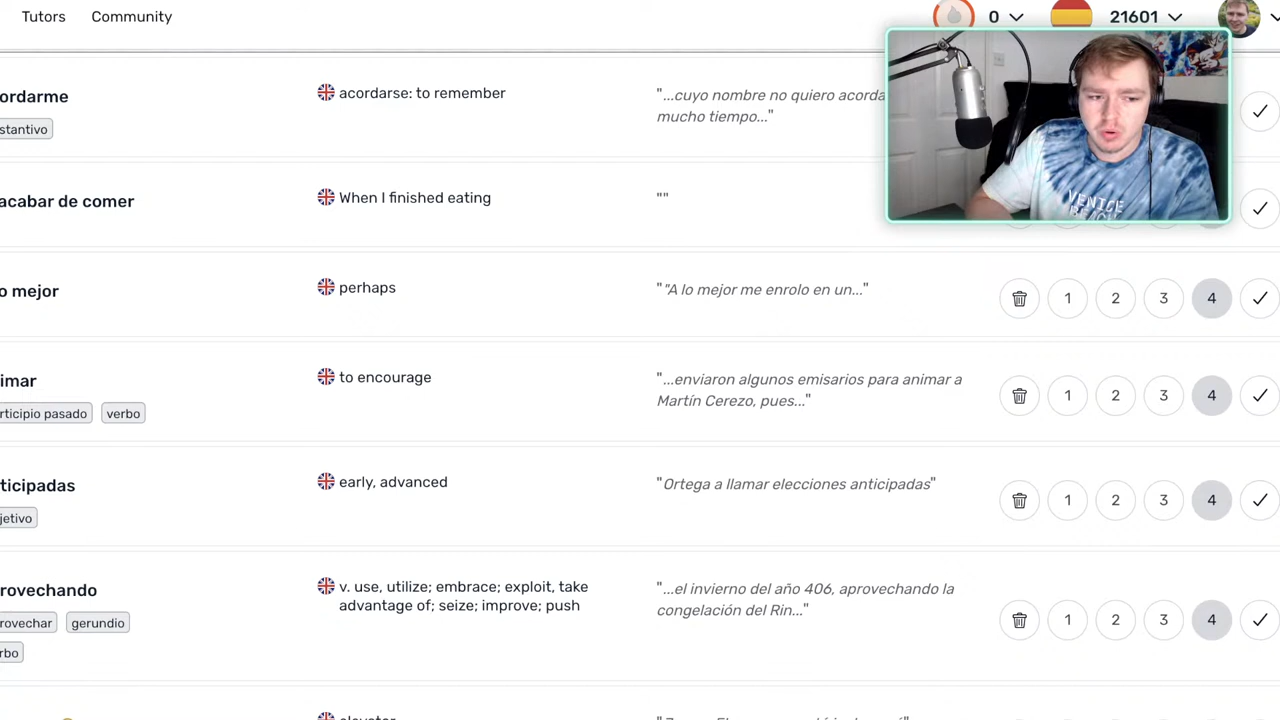 Tutors
Community
0
21601
ordarme
acordarse: to remember
"...cuyo nombre no quiero acorda
mucho tiempo..."
stantivo
VENICE
BEACH
acabar de comer
When I finished eating
""
o mejor
perhaps
""A lo mejor me enrolo en un..."
1 2 3 4
imar
to encourage
"...enviaron algunos emisarios para animar a
Martín Cerezo, pues..."
1 2 3 4
rticipio pasado
verbo
ticipadas
early, advanced
"Ortega a llamar elecciones anticipadas"
1 2 3 4
jetivo
rovechando
v. use, utilize; embrace; exploit, take
advantage of; seize; improve; push
"...el invierno del año 406, aprovechando la
congelación del Rin..."
1 2 3 4
rovechar
gerundio
rbo